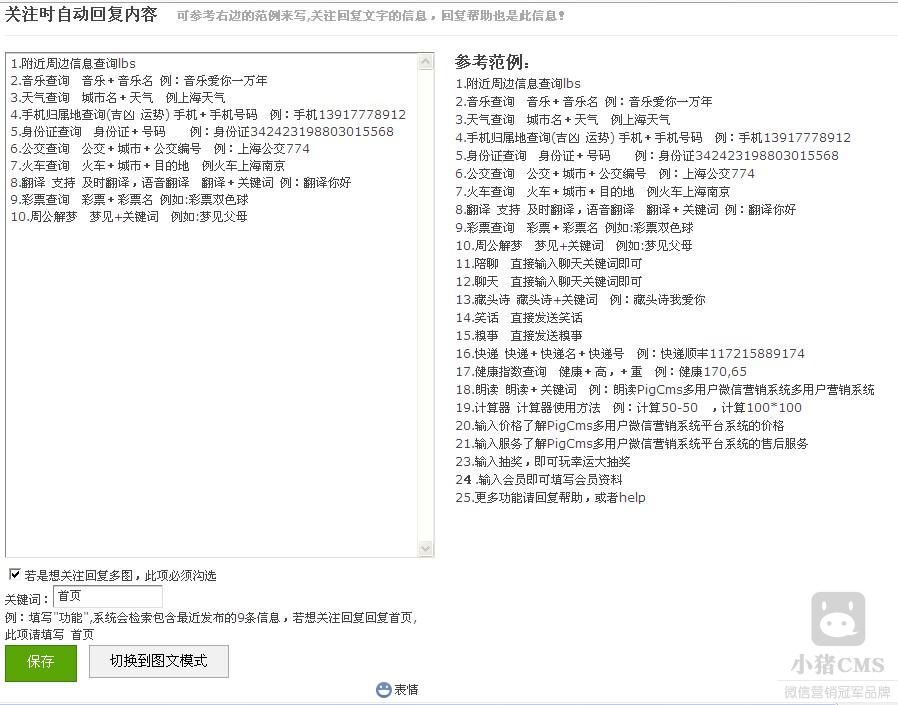 关注时自动回复内容 可参考右边的范例来写,关注回复文字的信息，回复帮助也是此信息!
1.附近周边信息查询lbs
2.音乐查询 音乐＋音乐名 例：音乐爱你一万年
3.天气查询 城市名＋天气 例上海天气
4.手机归属地查询(吉凶 运势) 手机＋手机号码 例：手机13917778912
5.身份证查询 身份证＋号码 例：身份证342423198803015568
6.公交查询 公交＋城市＋公交编号 例：上海公交774
7.火车查询 火车＋城市＋目的地 例火车上海南京
8.翻译 支持 及时翻译，语音翻译 翻译＋关键词 例：翻译你好
9.彩票查询 彩票＋彩票名 例如:彩票双色球
10.周公解梦 梦见+关键词 例如:梦见父母
若是想关注回复多图，此项必须沟选
关键词： 首页
例：填写"功能",系统会检索包含最近发布的9条信息，若想关注回复回复首页，
此项请填写 首页
保存 切换到图文模式
表情
参考范例：
1.附近周边信息查询lbs
2.音乐查询 音乐＋音乐名 例：音乐爱你一万年
3.天气查询 城市名＋天气 例上海天气
4.手机归属地查询(吉凶 运势) 手机＋手机号码 例：手机13917778912
5.身份证查询 身份证＋号码 例：身份证342423198803015568
6.公交查询 公交＋城市＋公交编号 例：上海公交774
7.火车查询 火车＋城市＋目的地 例火车上海南京
8.翻译 支持 及时翻译，语音翻译 翻译＋关键词 例：翻译你好
9.彩票查询 彩票＋彩票名 例如:彩票双色球
10.周公解梦 梦见+关键词 例如:梦见父母
11.陪聊 直接输入聊天关键词即可
12.聊天 直接输入聊天关键词即可
13.藏头诗 藏头诗+关键词 例：藏头诗我爱你
14.笑话 直接发送笑话
15.糗事 直接发送糗事
16.快递 快递＋快递名＋快递号 例：快递顺丰117215889174
17.健康指数查询 健康＋高，＋重 例：健康170,65
18.朗读 朗读＋关键词 例：朗读PigCms多用户微信营销系统多用户营销系统
19.计算器 计算器使用方法 例：计算50-50 ，计算100*100
20.输入价格了解PigCms多用户微信营销系统平台系统的价格
21.输入服务了解PigCms多用户微信营销系统平台系统的售后服务
23.输入抽奖，即可玩幸运大抽奖
24 .输入会员即可填写会员资料
25.更多功能请回复帮助，或者help
小猪CMS
微信营销冠军品牌